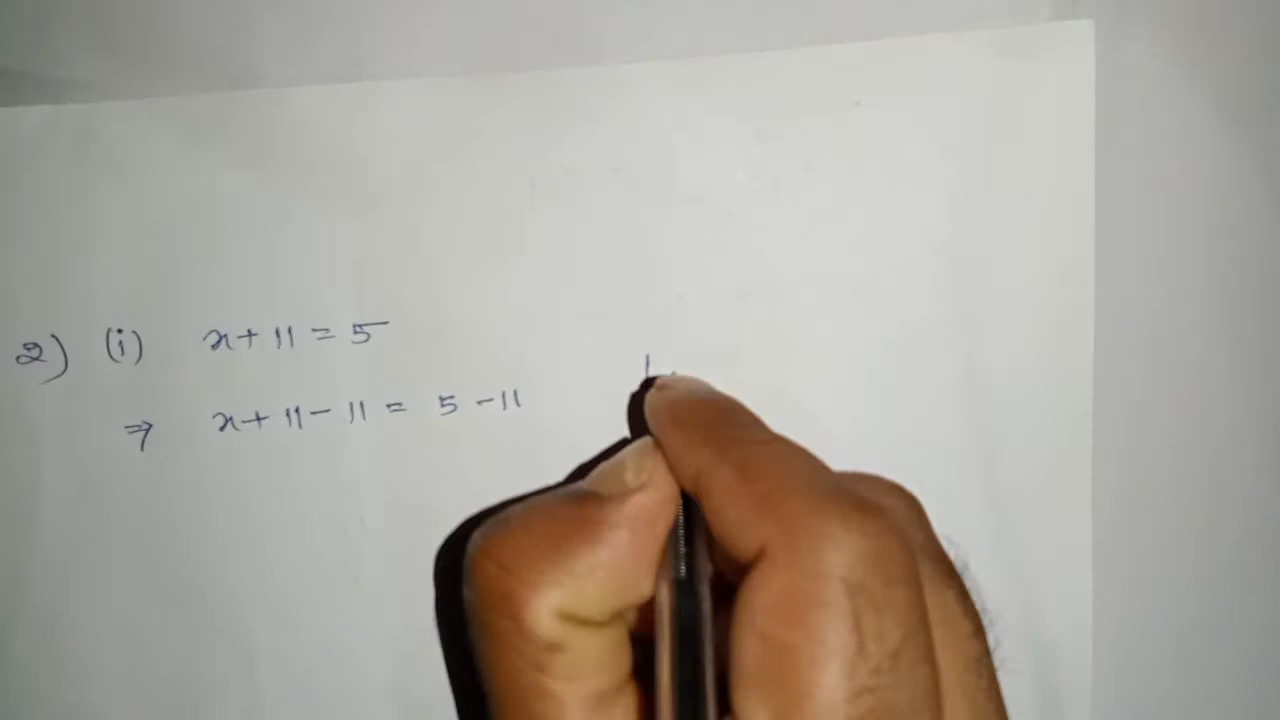 2) (i) x + 11 = 5
⇒ x + 11 - 11 = 5 - 11